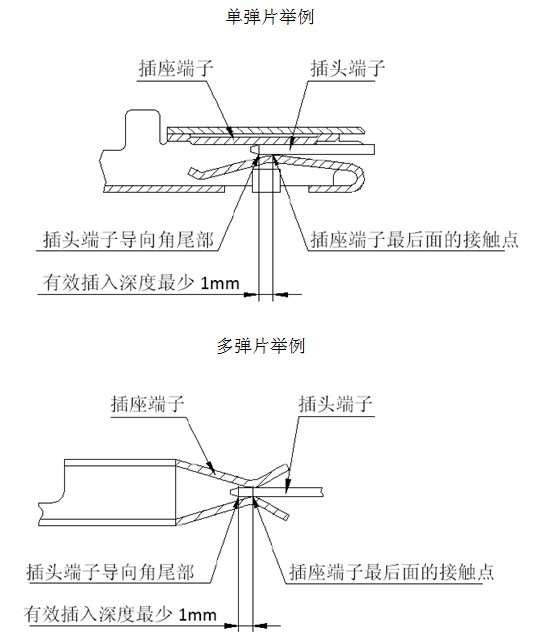 单弹片举例
插座端子 插头端子
插头端子导向角尾部 插座端子最后面的接触点
有效插入深度最少 1mm
多弹片举例
插座端子 插头端子
插头端子导向角尾部 插座端子最后面的接触点
有效插入深度最少 1mm